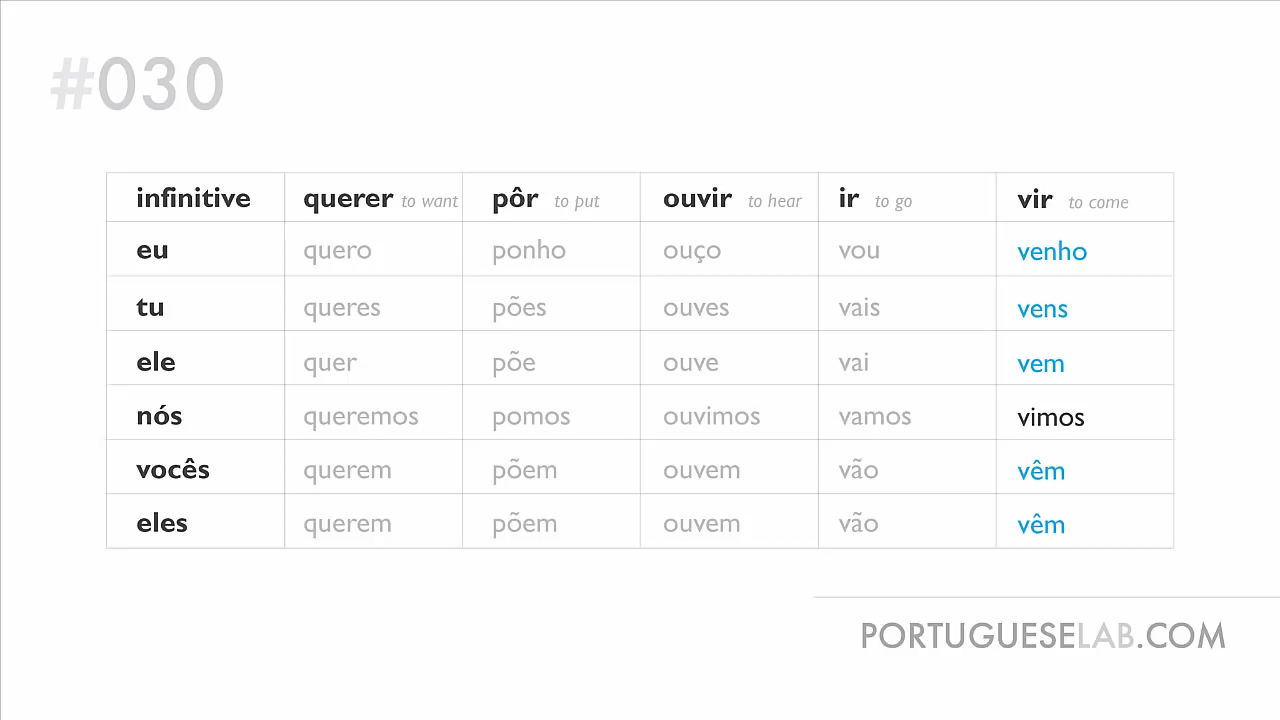 #030
infinitive querer to want pôr to put ouvir to hear ir to go vir to come
eu quero ponho ouço vou venho
tu queres pões ouves vais vens
ele quer põe ouve vai vem
nós queremos pomos ouvimos vamos vimos
vocês querem põem ouvem vão vêm
eles querem põem ouvem vão vêm
PORTUGUESELAB.COM